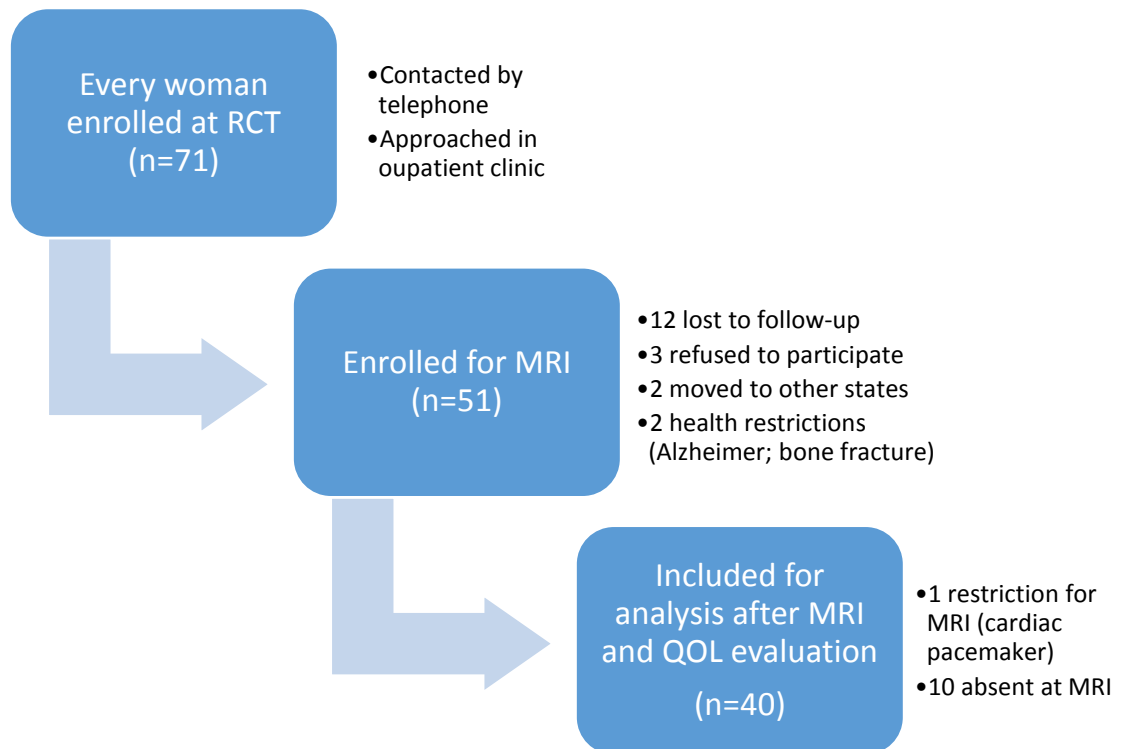 Every woman
enrolled at RCT
(n=71)
•Contacted by
telephone
•Approached in
oupatient clinic
Enrolled for MRI
(n=51)
•12 lost to follow-up
•3 refused to participate
•2 moved to other states
•2 health restrictions
(Alzheimer; bone fracture)
Included for
analysis after MRI
and QOL evaluation
(n=40)
•1 restriction for
MRI (cardiac
pacemaker)
•10 absent at MRI